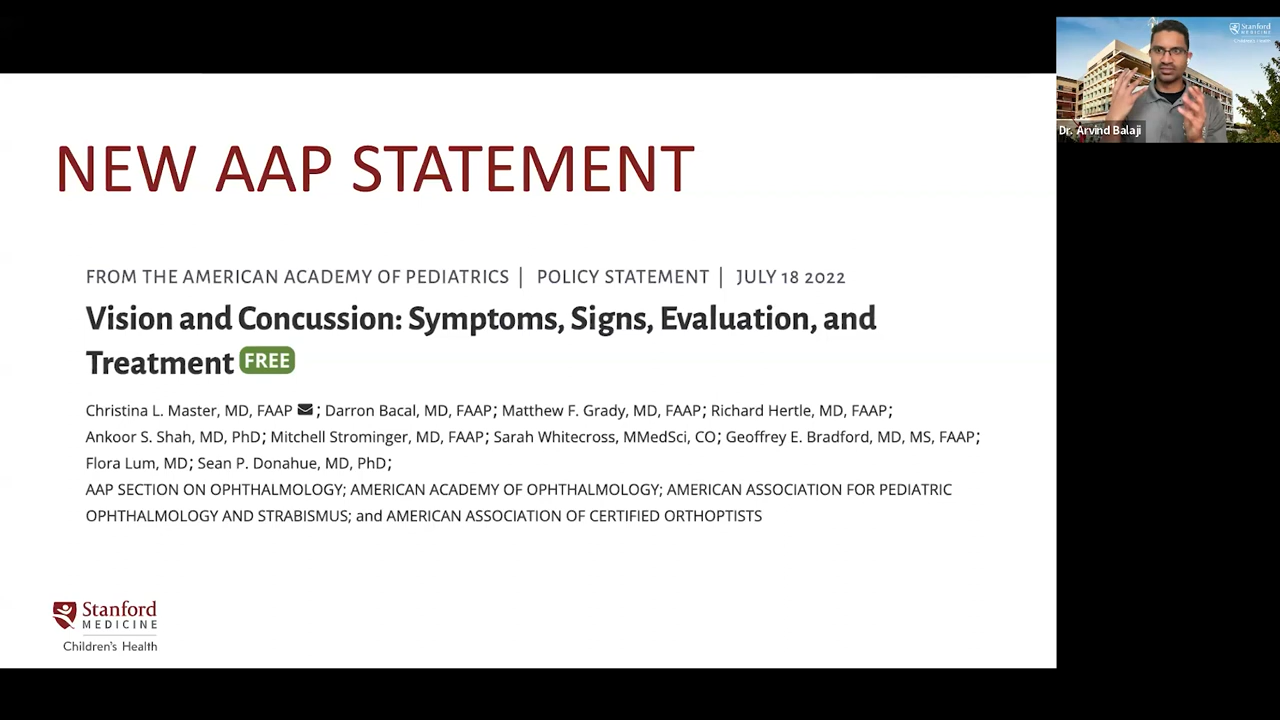 NEW AAP STATEMENT
FROM THE AMERICAN ACADEMY OF PEDIATRICS | POLICY STATEMENT | JULY 18 2022
Vision and Concussion: Symptoms, Signs, Evaluation, and
Treatment FREE
Christina L. Master, MD, FAAP ; Darron Bacal, MD, FAAP; Matthew F. Grady, MD, FAAP; Richard Hertle, MD, FAAP;
Ankoor S. Shah, MD, PhD; Mitchell Strominger, MD, FAAP; Sarah Whitecross, MMedSci, CO; Geoffrey E. Bradford, MD, MS, FAAP;
Flora Lum, MD; Sean P. Donahue, MD, PhD;
AAP SECTION ON OPHTHALMOLOGY; AMERICAN ACADEMY OF OPHTHALMOLOGY; AMERICAN ASSOCIATION FOR PEDIATRIC
OPHTHALMOLOGY AND STRABISMUS; and AMERICAN ASSOCIATION OF CERTIFIED ORTHOPTISTS
Stanford
MEDICINE
Children's Health
Stanford
MEDICINE
Children's Health
Dr. Arvind Balaji